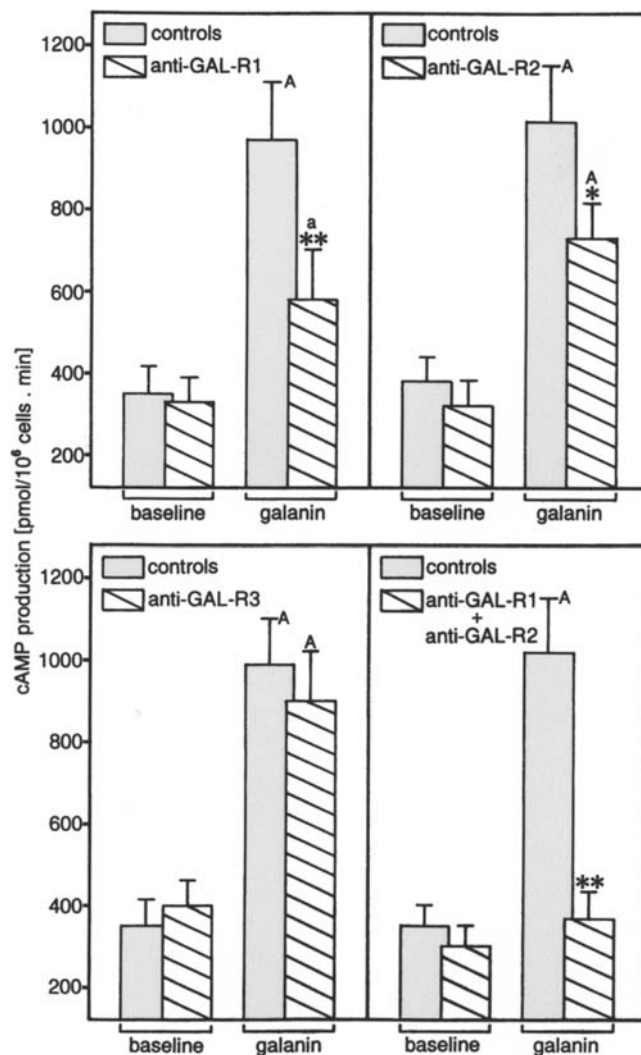 cAMP production [pmol/10⁶ cells . min]
1200
1000
800
600
400
200
controls
anti-GAL-R1
A
a
**
baseline
galanin
controls
anti-GAL-R2
A
A
*
baseline
galanin
1200
1000
800
600
400
200
controls
anti-GAL-R3
A
A
baseline
galanin
controls
anti-GAL-R1
+
anti-GAL-R2
A
**
baseline
galanin